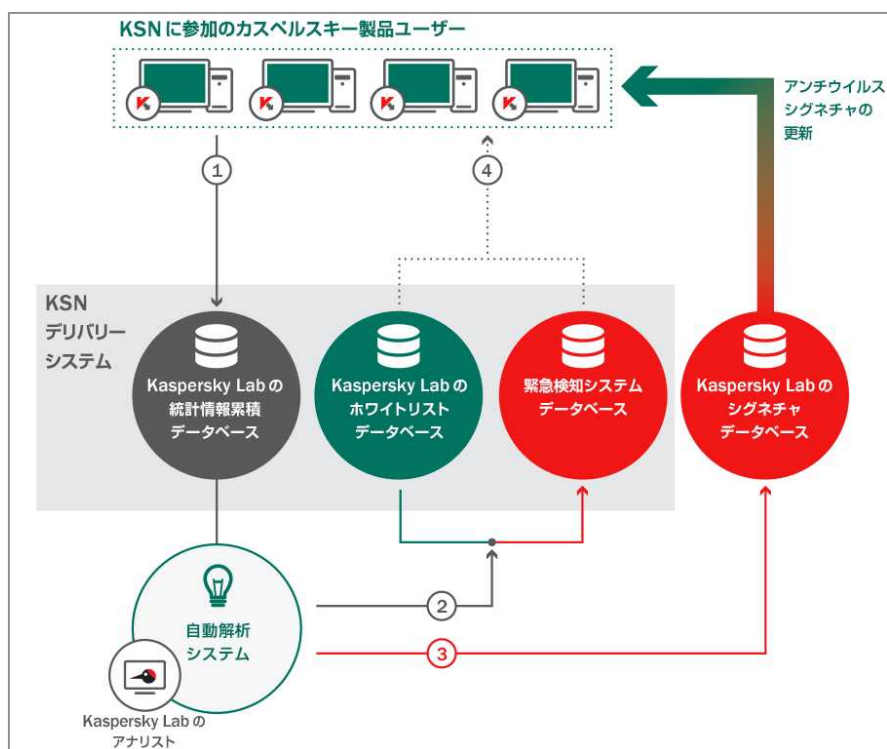 KSNに参加のカスペルスキー製品ユーザー
アンチウイルス
シグネチャの
更新
1
4
KSN
デリバリー
システム
Kaspersky Labの
統計情報累積
データベース
Kaspersky Labの
ホワイトリスト
データベース
緊急検知システム
データベース
Kaspersky Labの
シグネチャ
データベース
2
自動解析
システム
3
Kaspersky Labの
アナリスト